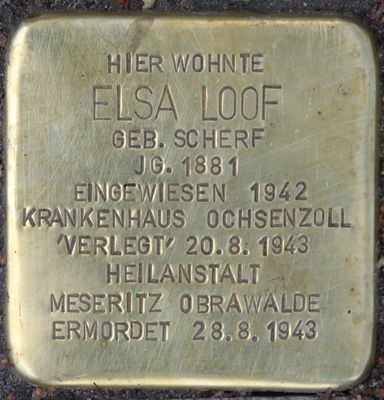 HIER WOHNTE
ELSA LOOF
GEB. SCHERF
JG. 1881
EINGEWIESEN 1942
KRANKENHAUS OCHSENZOLL
'VERLEGT' 20.8.1943
HEILANSTALT
MESERITZ OBRAWALDE
ERMORDET 28.8.1943